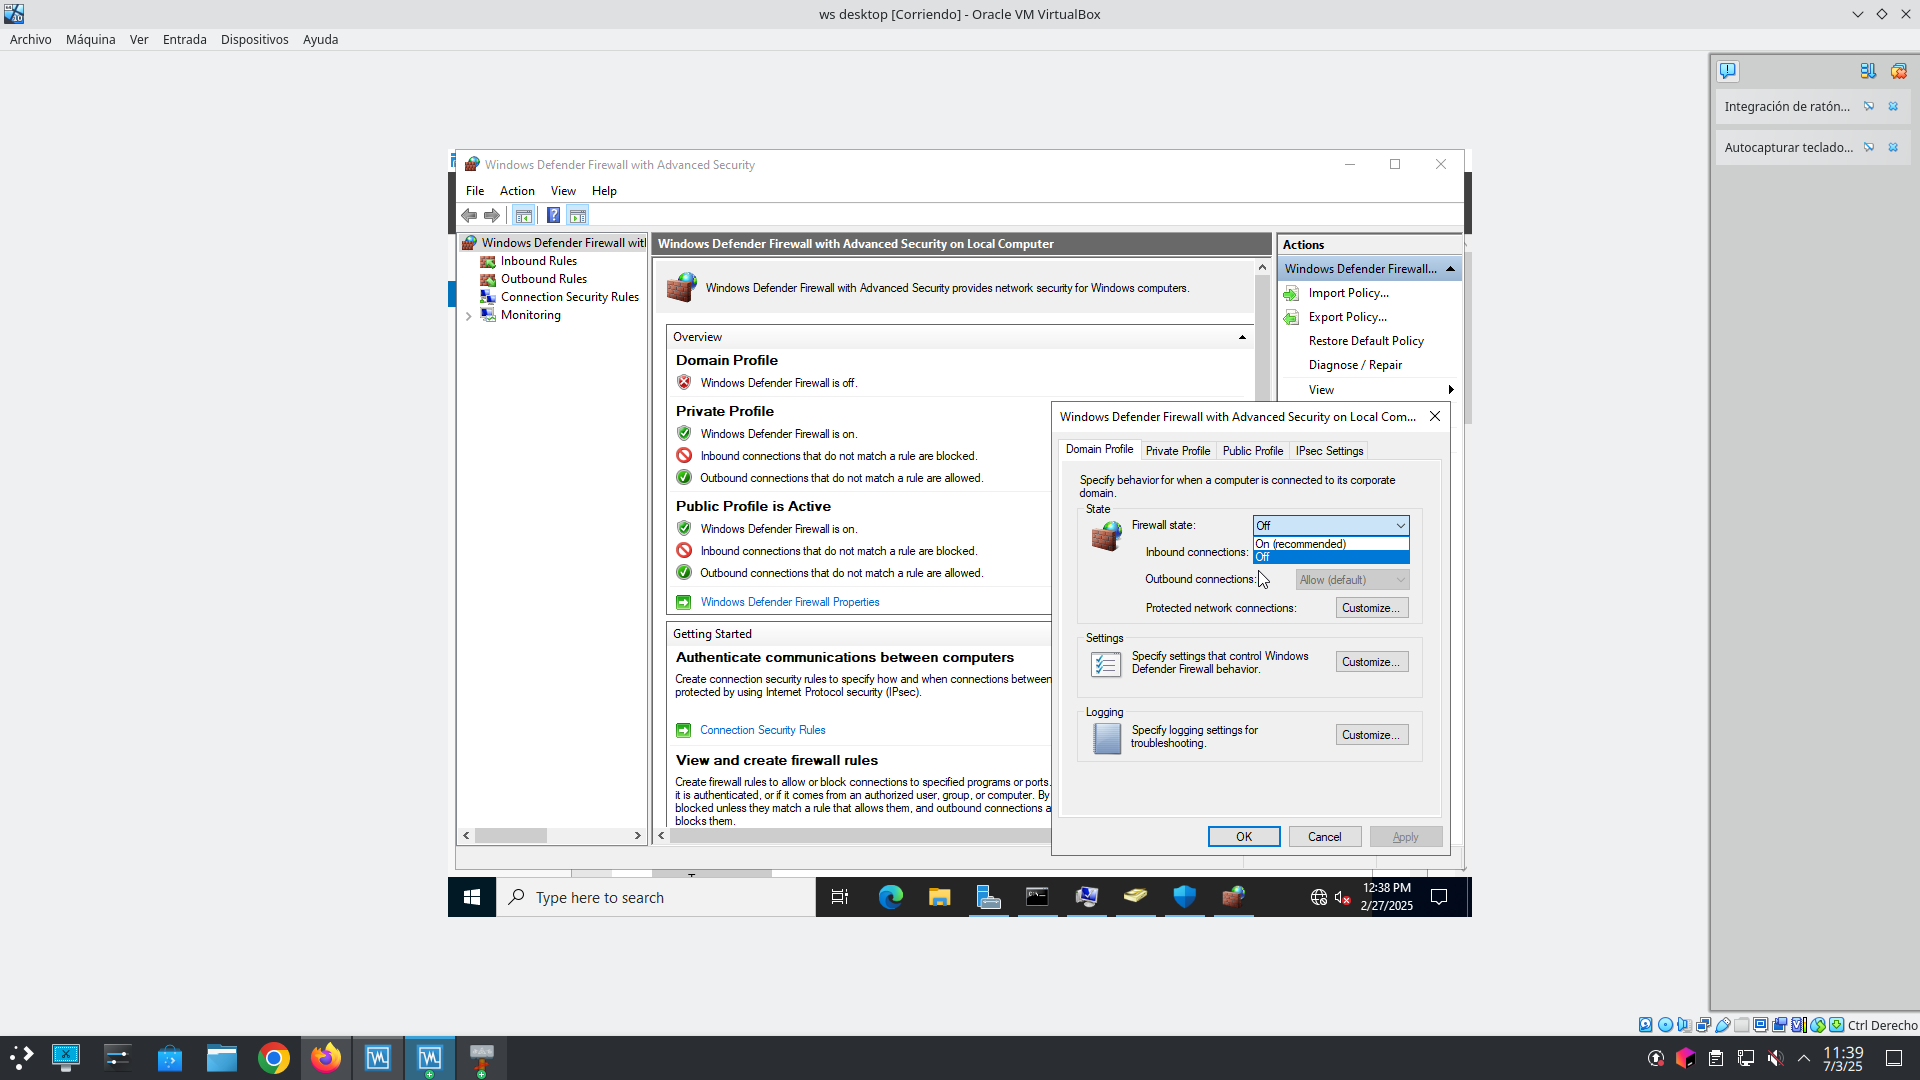 ws desktop [Corriendo] - Oracle VM VirtualBox
Archivo Máquina Ver Entrada Dispositivos Ayuda
Integración de ratón...
Autocapturar teclado...
Windows Defender Firewall with Advanced Security
File Action View Help
Windows Defender Firewall wit
Inbound Rules
Outbound Rules
Connection Security Rules
Monitoring
Windows Defender Firewall with Advanced Security on Local Computer
Windows Defender Firewall with Advanced Security provides network security for Windows computers.
Overview
Domain Profile
Windows Defender Firewall is off.
Private Profile
Windows Defender Firewall is on.
Inbound connections that do not match a rule are blocked.
Outbound connections that do not match a rule are allowed.
Public Profile is Active
Windows Defender Firewall is on.
Inbound connections that do not match a rule are blocked.
Outbound connections that do not match a rule are allowed.
Windows Defender Firewall Properties
Getting Started
Authenticate communications between computers
Create connection security rules to specify how and when connections between
protected by using Internet Protocol security (IPsec).
Connection Security Rules
View and create firewall rules
Create firewall rules to allow or block connections to specified programs or ports.
it is authenticated, or if it comes from an authorized user, group, or computer. By
blocked unless they match a rule that allows them, and outbound connections a
blocks them.
Actions
Windows Defender Firewall...
Import Policy...
Export Policy...
Restore Default Policy
Diagnose / Repair
View
Windows Defender Firewall with Advanced Security on Local Com...
Domain Profile Private Profile Public Profile IPsec Settings
Specify behavior for when a computer is connected to its corporate
domain.
State
Firewall state: Off
On (recommended)
Off
Inbound connections:
Outbound connections: Allow (default)
Protected network connections: Customize...
Settings
Specify settings that control Windows
Defender Firewall behavior.
Customize...
Logging
Specify logging settings for
troubleshooting.
Customize...
OK Cancel Apply
Type here to search
12:38 PM
2/27/2025
Ctrl Derecho
11:39
7/3/25